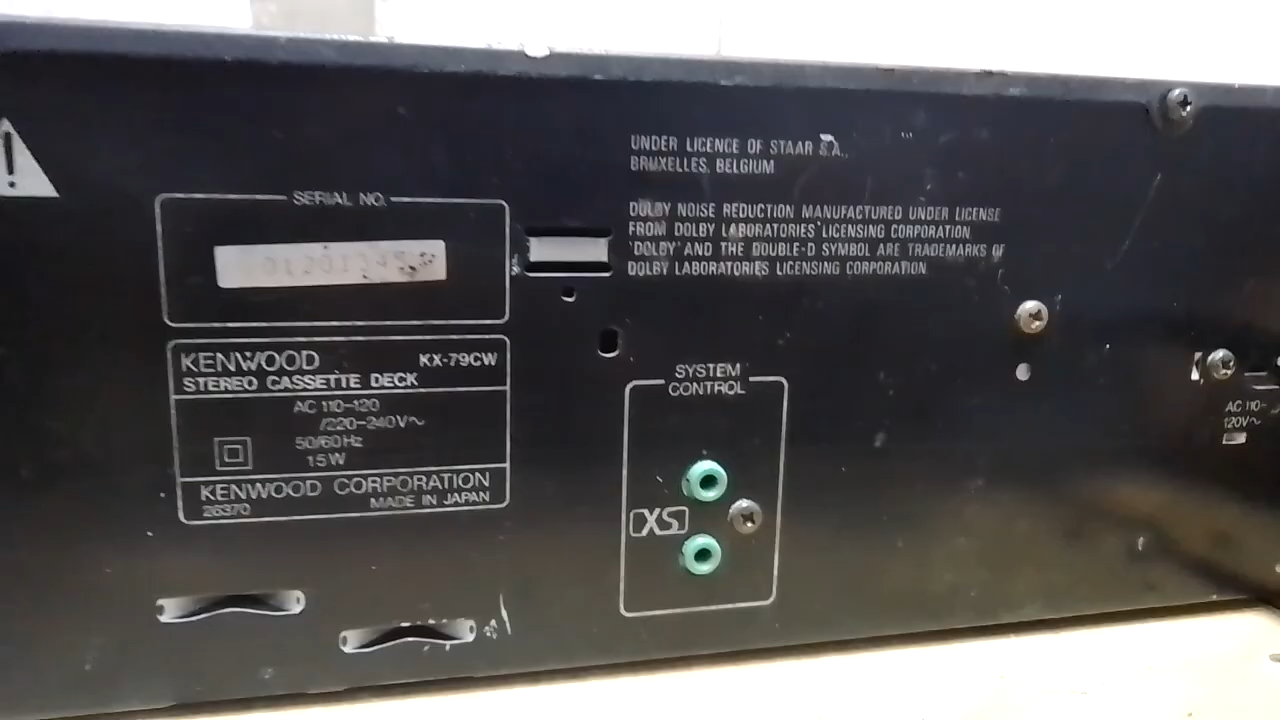 UNDER LICENCE OF STAAR S.A.,
BRUXELLES, BELGIUM
SERIAL NO.
DOLBY NOISE REDUCTION MANUFACTURED UNDER LICENSE
FROM DOLBY LABORATORIES LICENSING CORPORATION.
'DOLBY' AND THE DOUBLE-D SYMBOL ARE TRADEMARKS OF
DOLBY LABORATORIES LICENSING CORPORATION
KENWOOD KX-79CW
STEREO CASSETTE DECK
AC 110-120
/220-240V~
50/60Hz
15W
KENWOOD CORPORATION
26370 MADE IN JAPAN
SYSTEM
CONTROL
XS
AC 110-
120V~